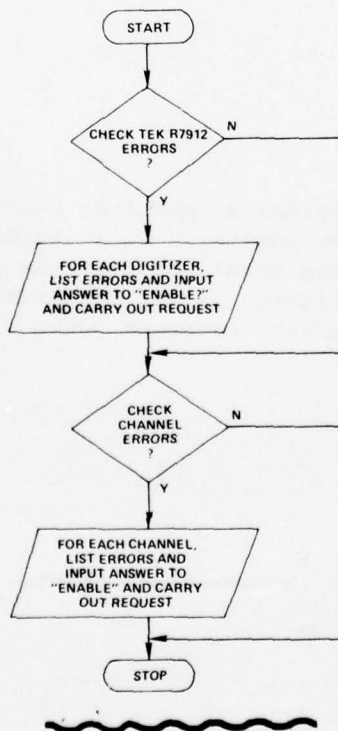 START
CHECK TEK R7912
ERRORS
?
N
Y
FOR EACH DIGITIZER,
LIST ERRORS AND INPUT
ANSWER TO "ENABLE?"
AND CARRY OUT REQUEST
CHECK
CHANNEL
ERRORS
?
N
Y
FOR EACH CHANNEL,
LIST ERRORS AND
INPUT ANSWER TO
"ENABLE" AND CARRY
OUT REQUEST
STOP